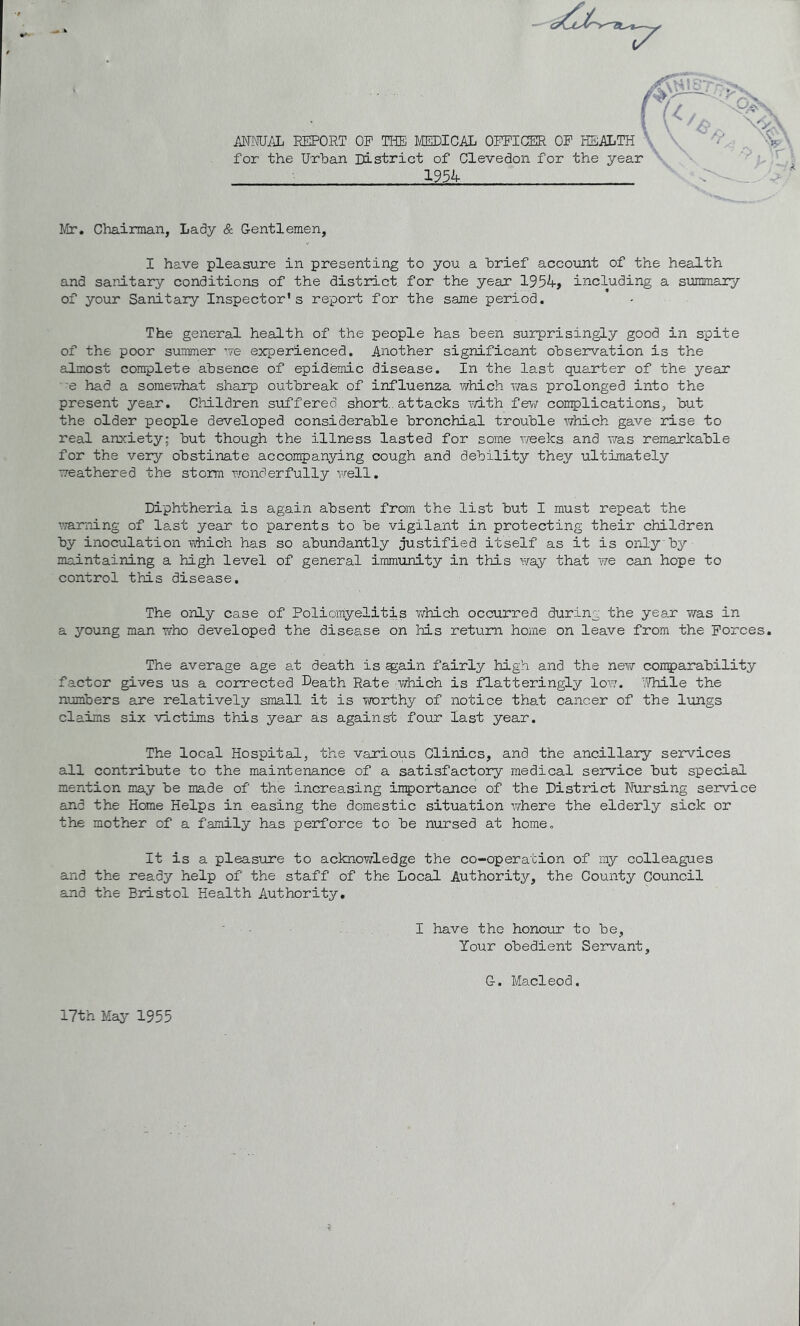 Library
MINISTRY OF HEALTH
LIBRARY
ANNUAL REPORT OF THE MEDICAL OFFICER OF HEALTH
for the Urban District of Clevedon for the year
1954
Mr. Chairman, Lady & Gentlemen,
I have pleasure in presenting to you a brief account of the health
and sanitary conditions of the district for the year 1954, including a summary
of your Sanitary Inspector's report for the same period.
The general health of the people has been surprisingly good in spite
of the poor summer we experienced. Another significant observation is the
almost complete absence of epidemic disease. In the last quarter of the year
e had a somewhat sharp outbreak of influenza which was prolonged into the
present year. Children suffered short attacks with few complications, but
the older people developed considerable bronchial trouble which gave rise to
real anxiety; but though the illness lasted for some weeks and was remarkable
for the very obstinate accompanying cough and debility they ultimately
weathered the storm wonderfully well.
Diphtheria is again absent from the list but I must repeat the
warning of last year to parents to be vigilant in protecting their children
by inoculation which has so abundantly justified itself as it is only by
maintaining a high level of general immunity in this way that we can hope to
control this disease.
The only case of Poliomyelitis which occurred during the year was in
a young man who developed the disease on his return home on leave from the Forces.
The average age at death is again fairly high and the new comparability
factor gives us a corrected Death Rate which is flatteringly low. While the
numbers are relatively small it is worthy of notice that cancer of the lungs
claims six victims this year as against four last year.
The local Hospital, the various Clinics, and the ancillary services
all contribute to the maintenance of a satisfactory medical service but special
mention may be made of the increasing importance of the District Nursing service
and the Home Helps in easing the domestic situation where the elderly sick or
the mother of a family has perforce to be nursed at home.
It is a pleasure to acknowledge the co-operation of my colleagues
and the ready help of the staff of the Local Authority, the County Council
and the Bristol Health Authority.
I have the honour to be,
Your obedient Servant,
G. Macleod.
17th May 1955